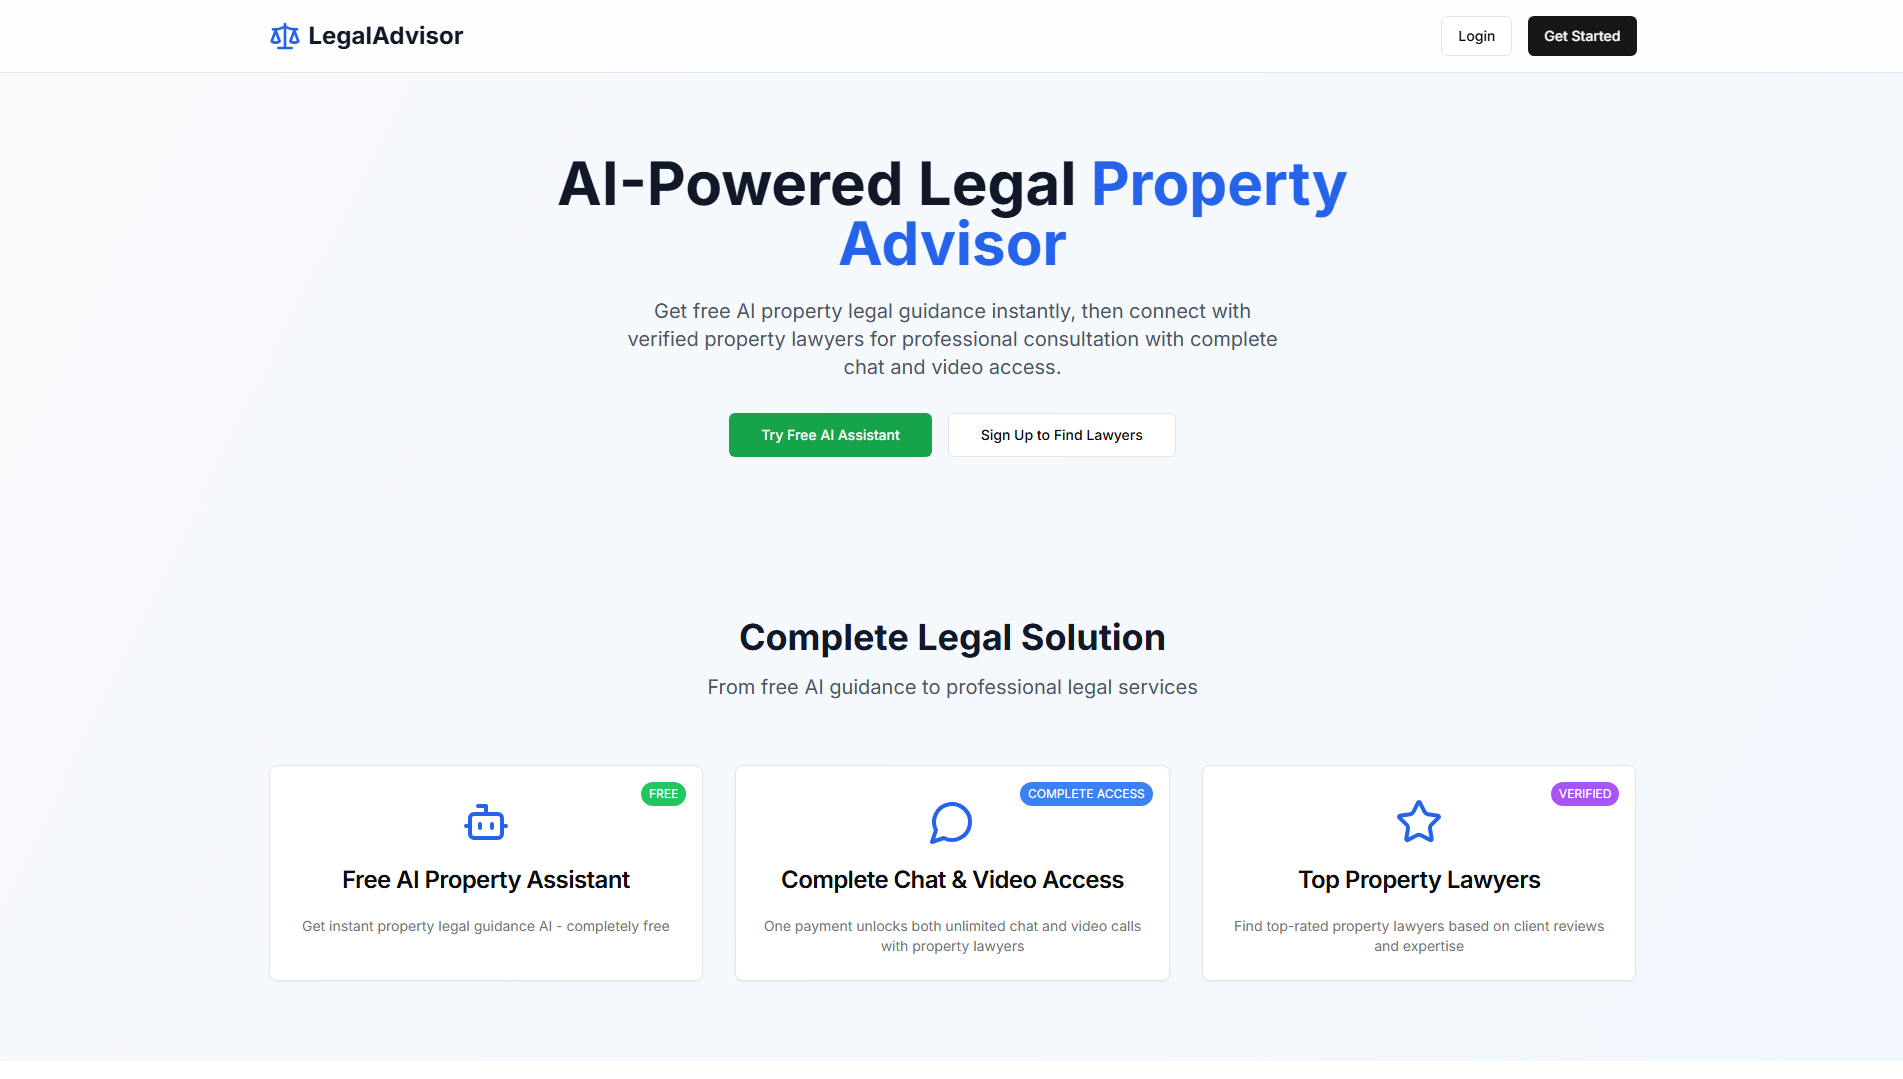 LegalAdvisor
Login
Get Started
AI-Powered Legal Property
Advisor
Get free AI property legal guidance instantly, then connect with
verified property lawyers for professional consultation with complete
chat and video access.
Try Free AI Assistant
Sign Up to Find Lawyers
Complete Legal Solution
From free AI guidance to professional legal services
FREE
Free AI Property Assistant
Get instant property legal guidance AI - completely free
COMPLETE ACCESS
Complete Chat & Video Access
One payment unlocks both unlimited chat and video calls
with property lawyers
VERIFIED
Top Property Lawyers
Find top-rated property lawyers based on client reviews
and expertise